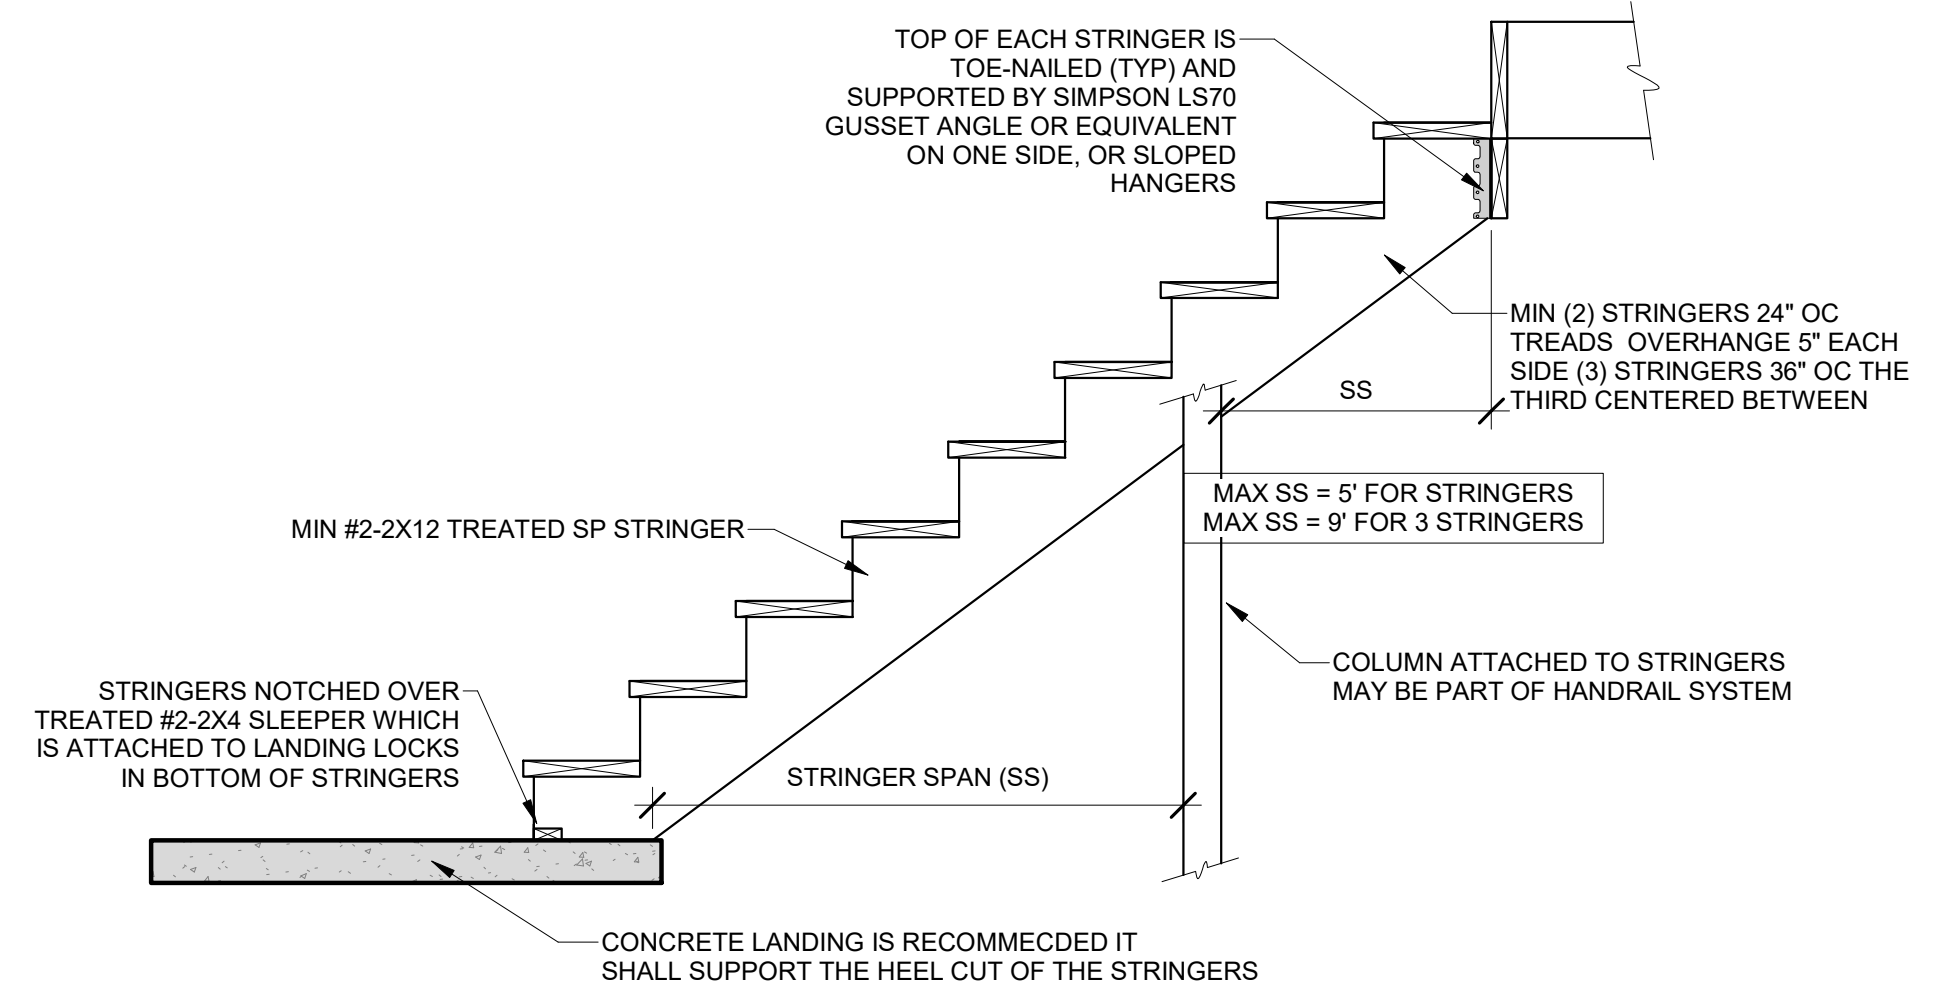 TOP OF EACH STRINGER IS
TOE-NAILED (TYP) AND
SUPPORTED BY SIMPSON LS70
GUSSET ANGLE OR EQUIVALENT
ON ONE SIDE, OR SLOPED
HANGERS
MIN (2) STRINGERS 24" OC
TREADS  OVERHANGE 5" EACH
SIDE (3) STRINGERS 36" OC THE
THIRD CENTERED BETWEEN
SS
MAX SS = 5' FOR STRINGERS
MAX SS = 9' FOR 3 STRINGERS
MIN #2-2X12 TREATED SP STRINGER
COLUMN ATTACHED TO STRINGERS
MAY BE PART OF HANDRAIL SYSTEM
STRINGERS NOTCHED OVER
TREATED #2-2X4 SLEEPER WHICH
IS ATTACHED TO LANDING LOCKS
IN BOTTOM OF STRINGERS
STRINGER SPAN (SS)
CONCRETE LANDING IS RECOMMECDED IT
SHALL SUPPORT THE HEEL CUT OF THE STRINGERS